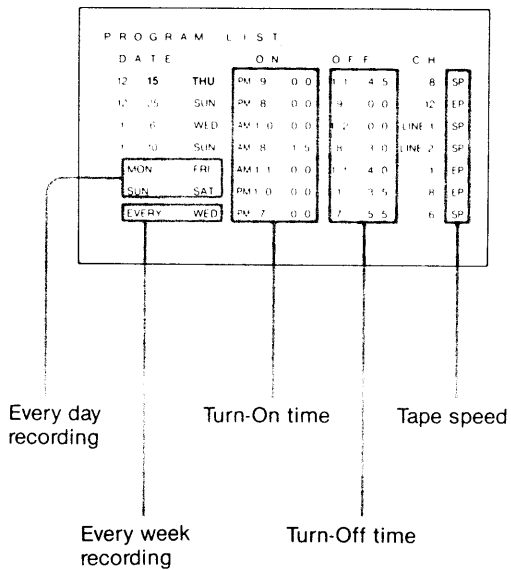 PROGRAM LIST
DATE ON OFF CH
12 15 THU PM 9 00 11 45 8 SP
12 25 SUN PM 8 00 9 00 12 EP
1 6 WED AM 10 00 12 00 LINE 1 SP
1 10 SUN AM 8 15 8 30 LINE 2 SP
MON FRI AM 11 00 11 40 1 EP
SUN SAT PM 10 00 1 35 8 EP
EVERY WED PM 7 00 7 55 6 SP
Every day
recording
Turn-On time
Tape speed
Every week
recording
Turn-Off time